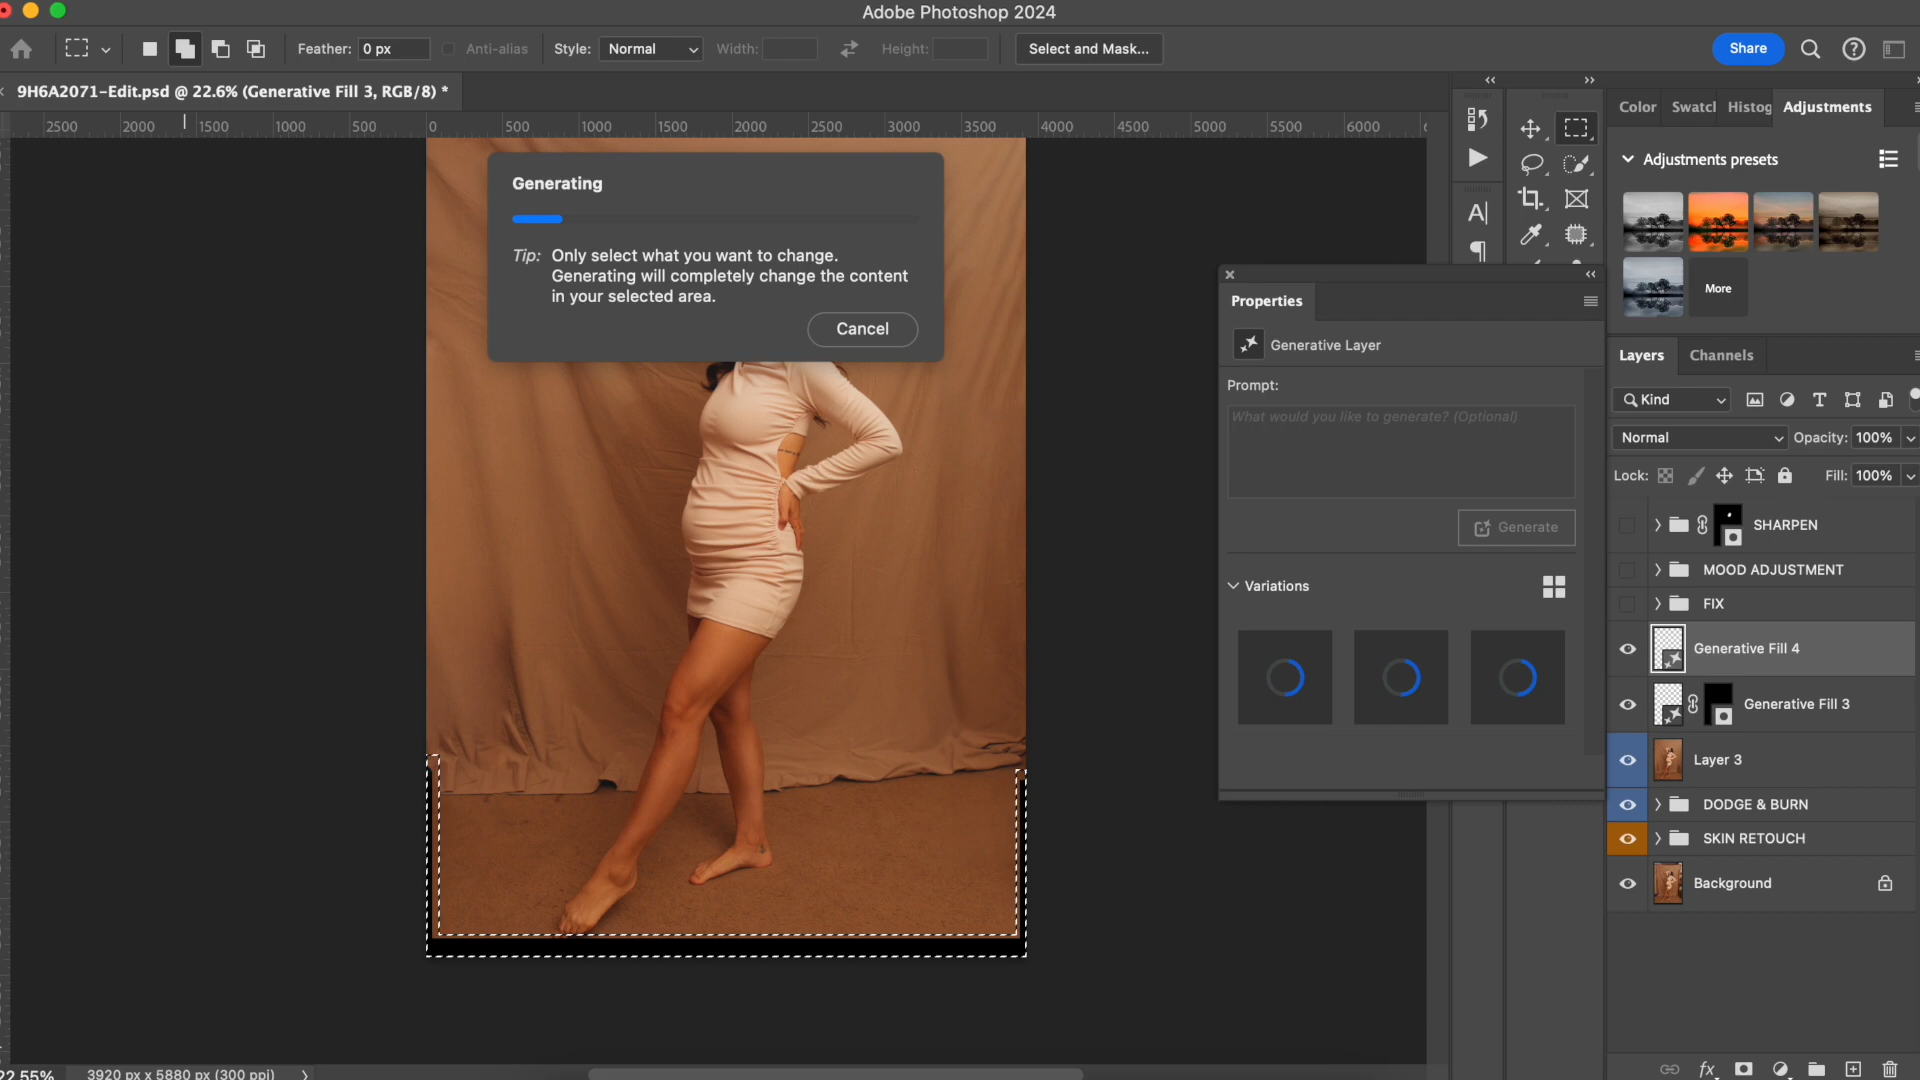 Adobe Photoshop 2024
Feather: 0 px Anti-alias Style: Normal Width: Height: Select and Mask... Share
9H6A2071-Edit.psd @ 22.6% (Generative Fill 3, RGB/8) *
2500 2000 1500 1000 500 0 500 1000 1500 2000 2500 3000 3500 4000 4500 5000 5500 6000
Generating
Tip: Only select what you want to change.
Generating will completely change the content
in your selected area.
Cancel
Properties
Generative Layer
Prompt:
What would you like to generate? (Optional)
Generate
Variations
Color Swatcl Histog Adjustments
Adjustments presets
More
Layers Channels
Kind
Normal Opacity: 100%
Lock: Fill: 100%
SHARPEN
MOOD ADJUSTMENT
FIX
Generative Fill 4
Generative Fill 3
Layer 3
DODGE & BURN
SKIN RETOUCH
Background
22.55% 3920 px x 5880 px (300 ppi)